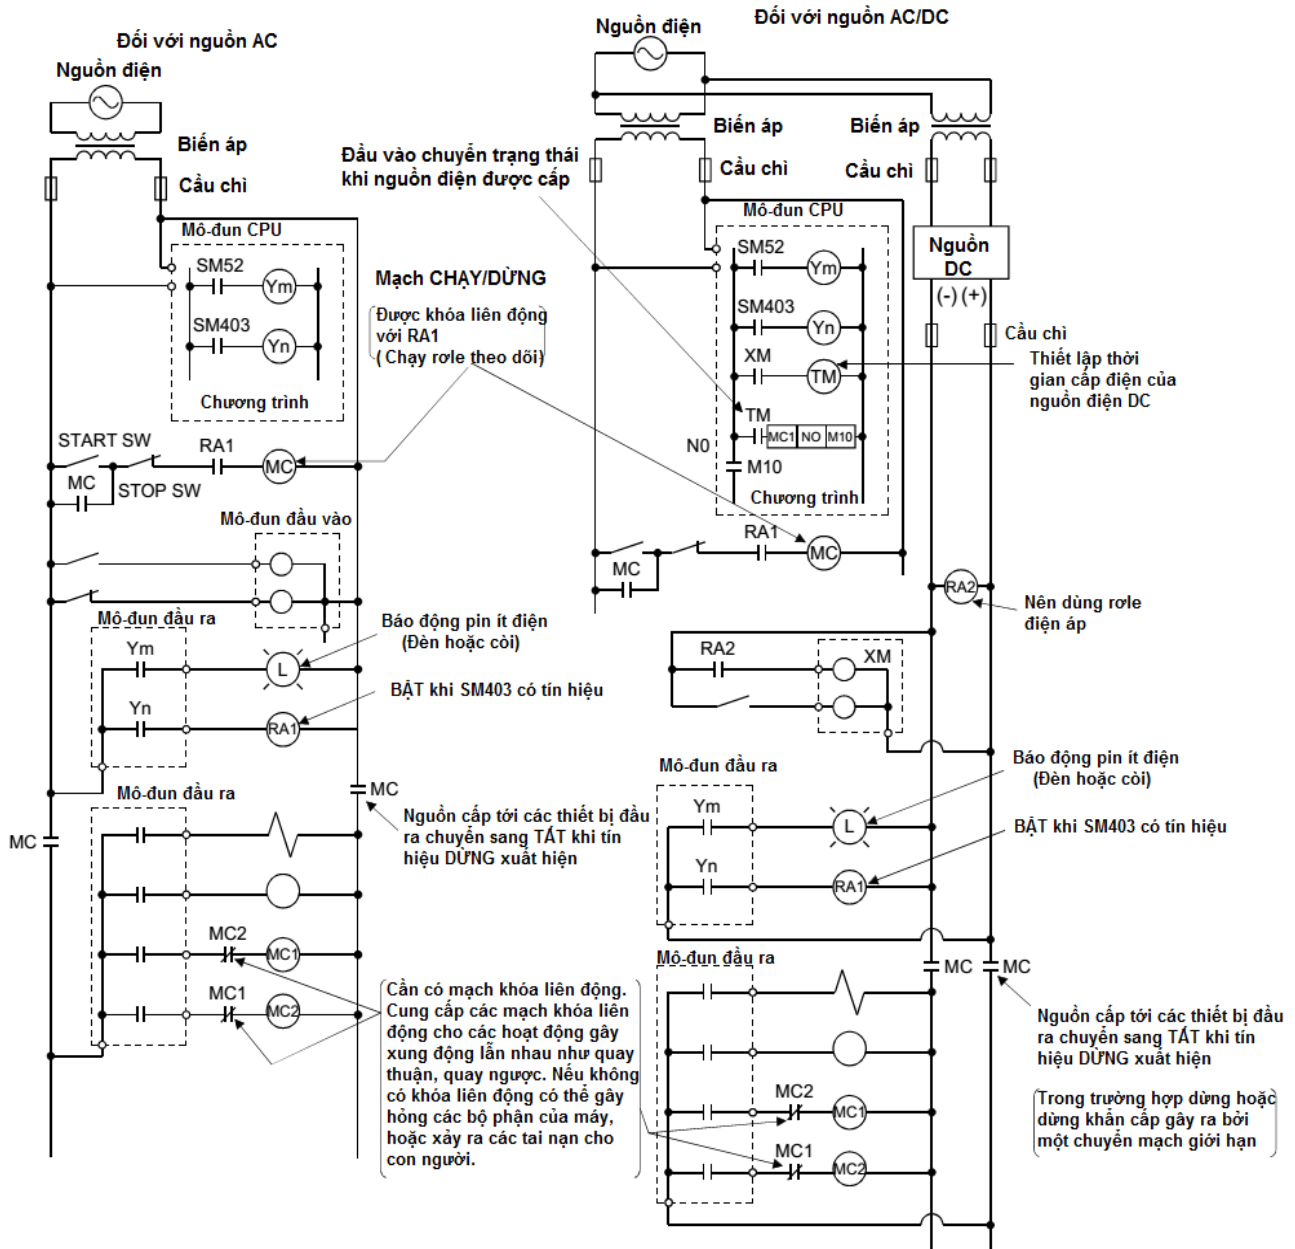 Đối với nguồn AC
Nguồn điện
Biến áp
Cầu chì
Mô-đun CPU
SM52
Ym
SM403
Yn
Chương trình
START SW
RA1
MC
MC
STOP SW
Mô-đun đầu vào
Mô-đun đầu ra
Ym
L
Yn
RA1
Báo động pin ít điện
(Đèn hoặc còi)
BẬT khi SM403 có tín hiệu
Mô-đun đầu ra
MC
MC
Nguồn cấp tới các thiết bị đầu
ra chuyển sang TẮT khi tín
hiệu DỪNG xuất hiện
MC2
MC1
MC1
MC2
Cần có mạch khóa liên động.
Cung cấp các mạch khóa liên
động cho các hoạt động gây
xung động lẫn nhau như quay
thuận, quay ngược. Nếu không
có khóa liên động có thể gây
hỏng các bộ phận của máy,
hoặc xảy ra các tai nạn cho
con người.
Mạch CHẠY/DỪNG
Được khóa liên động
với RA1
( Chạy rơle theo dõi)
Đầu vào chuyển trạng thái
khi nguồn điện được cấp
Đối với nguồn AC/DC
Nguồn điện
Biến áp
Biến áp
Cầu chì
Cầu chì
Mô-đun CPU
SM52
Ym
SM403
Yn
XM
TM
TM
MC1 NO M10
N0
M10
Chương trình
Nguồn
DC
(-) (+)
Cầu chì
Thiết lập thời
gian cấp điện của
nguồn điện DC
RA1
MC
MC
RA2
Nên dùng rơle
điện áp
RA2
XM
Mô-đun đầu ra
Ym
L
Yn
RA1
Báo động pin ít điện
(Đèn hoặc còi)
BẬT khi SM403 có tín hiệu
Mô-đun đầu ra
MC
MC
Nguồn cấp tới các thiết bị đầu
ra chuyển sang TẮT khi tín
hiệu DỪNG xuất hiện
MC2
MC1
MC1
MC2
Trong trường hợp dừng hoặc
dừng khẩn cấp gây ra bởi
một chuyển mạch giới hạn